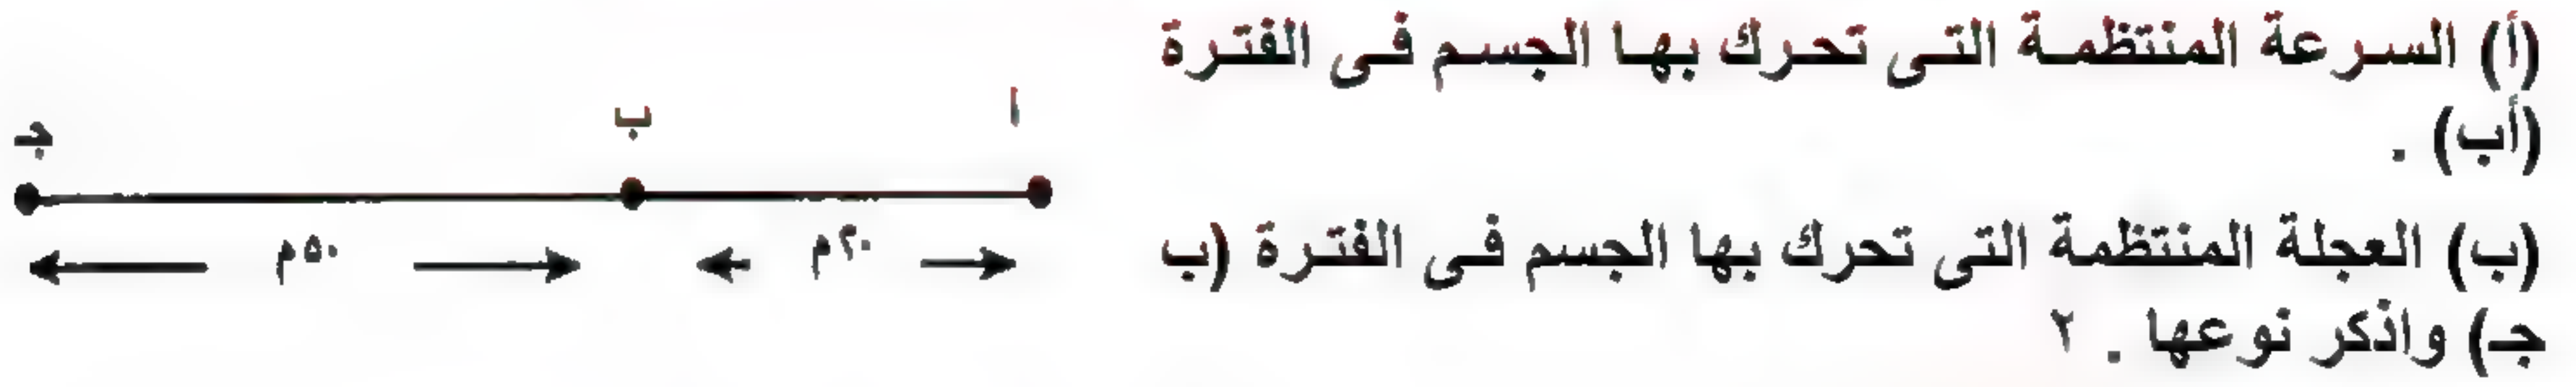 (أ) السرعة المنتظمة التى تحرك بها الجسم فى الفترة
(أب) .
(ب) العجلة المنتظمة التى تحرك بها الجسم فى الفترة (ب
جـ) واذكر نوعها . ٢
ا
ب
جـ
٢٠م
٥٠م